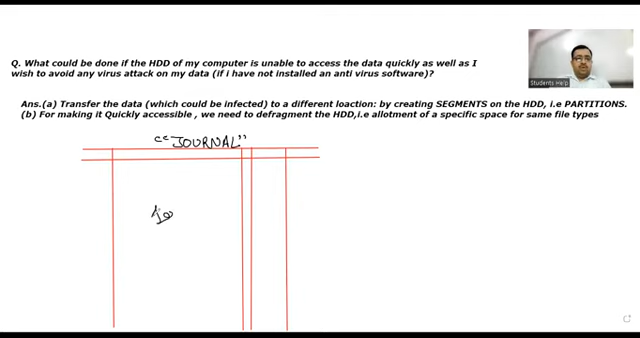 Q. What could be done if the HDD of my computer is unable to access the data quickly as well as I
wish to avoid any virus attack on my data (if i have not installed an anti virus software)?
Students Help
Ans.(a) Transfer the data (which could be infected) to a different loaction: by creating SEGMENTS on the HDD, i.e PARTITIONS.
(b) For making it Quickly accessible , we need to defragment the HDD,i.e allotment of a specific space for same file types
"JOURNAL"